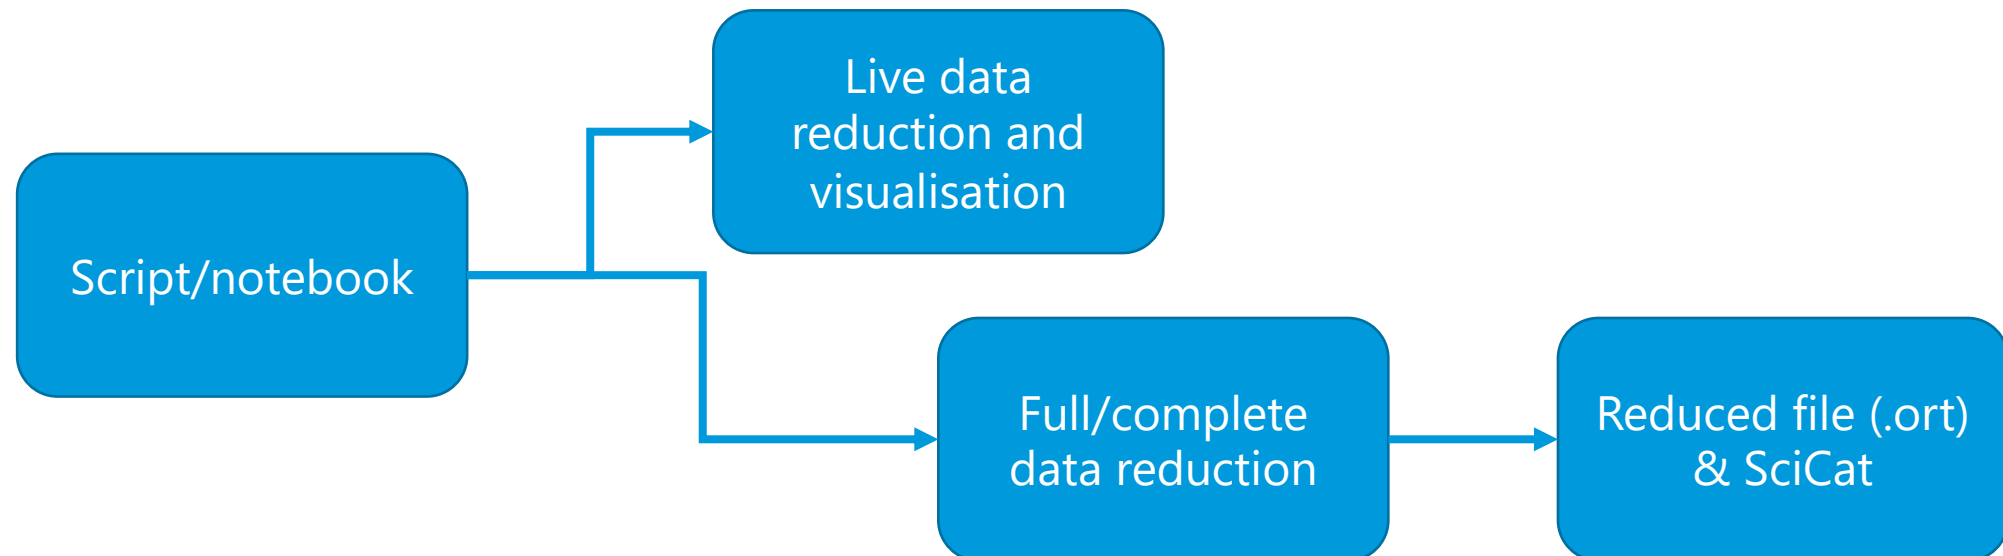 Live data
reduction and
visualisation
Script/notebook
Full/complete
data reduction
Reduced file (.ort)
& SciCat